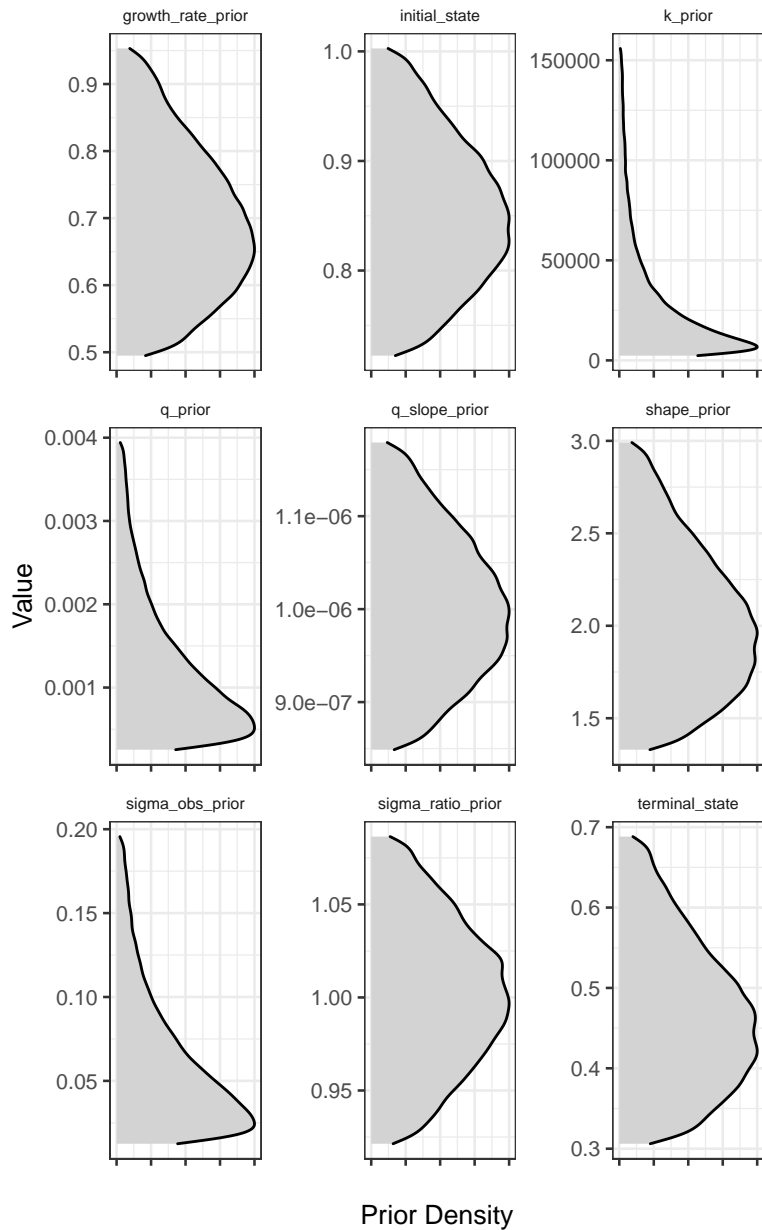 growth_rate_prior
initial_state
k_prior
0.9
0.8
0.7
0.6
0.5
1.0
0.9
0.8
150000
100000
50000
0
q_prior
q_slope_prior
shape_prior
0.004
0.003
0.002
0.001
1.1e−06
1.0e−06
9.0e−07
3.0
2.5
2.0
1.5
sigma_obs_prior
sigma_ratio_prior
terminal_state
0.20
0.15
0.10
0.05
1.05
1.00
0.95
0.7
0.6
0.5
0.4
0.3
Value
Prior Density